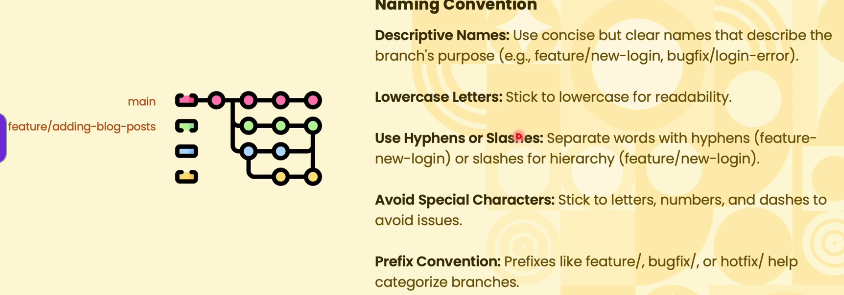 Naming Convention
Descriptive Names: Use concise but clear names that describe the
branch's purpose (e.g., feature/new-login, bugfix/login-error).
main
Lowercase Letters: Stick to lowercase for readability.
feature/adding-blog-posts
Use Hyphens or Slashes: Separate words with hyphens (feature-
new-login) or slashes for hierarchy (feature/new-login).
Avoid Special Characters: Stick to letters, numbers, and dashes to
avoid issues.
Prefix Convention: Prefixes like feature/, bugfix/, or hotfix/ help
categorize branches.